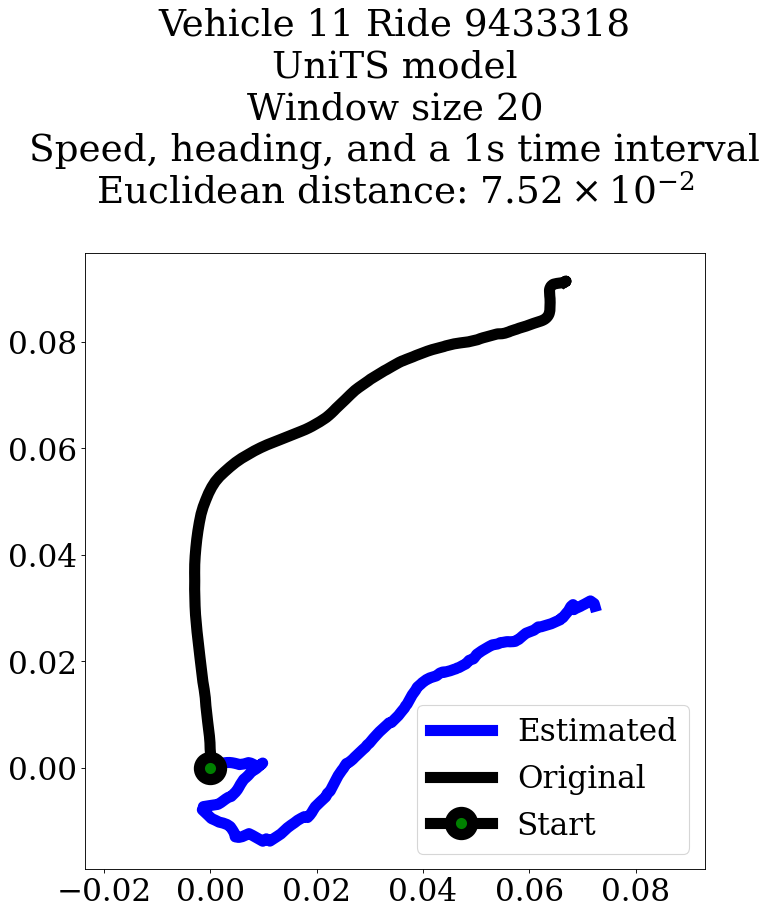 Vehicle 11 Ride 9433318
UniTS model
Window size 20
Speed, heading, and a 1s time interval
Euclidean distance: 7.52 × 10⁻²
0.08
0.06
0.04
0.02
0.00
Estimated
Original
Start
−0.02 0.00 0.02 0.04 0.06 0.08